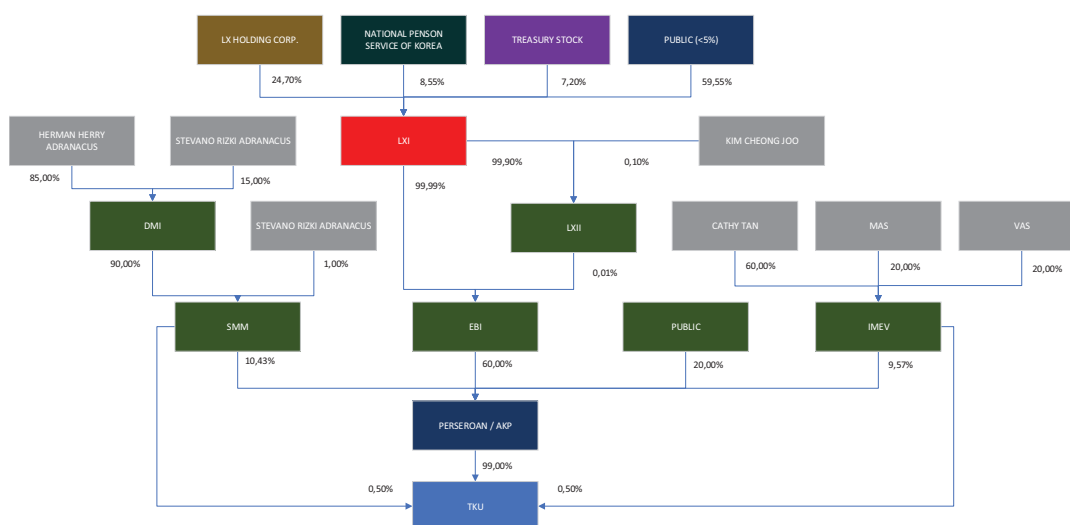 LX HOLDING CORP.
NATIONAL PENSON
SERVICE OF KOREA
TREASURY STOCK
PUBLIC (<5%)
24,70%
8,55%
7,20%
59,55%
HERMAN HERRY
ADRANACUS
STEVANO RIZKI ADRANACUS
LXI
KIM CHEONG JOO
99,90%
0,10%
85,00%
15,00%
99,99%
DMI
STEVANO RIZKI ADRANACUS
LXII
CATHY TAN
MAS
VAS
90,00%
1,00%
0,01%
60,00%
20,00%
20,00%
SMM
EBI
PUBLIC
IMEV
10,43%
60,00%
20,00%
9,57%
PERSEROAN / AKP
99,00%
0,50%
0,50%
TKU